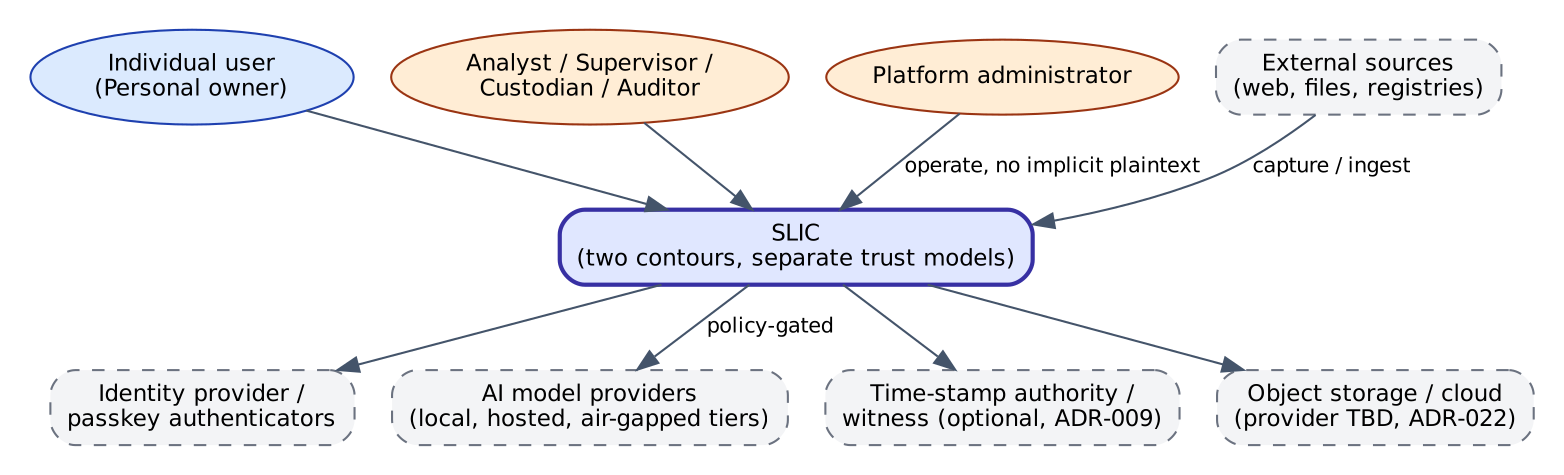 Individual user
(Personal owner)
Analyst / Supervisor /
Custodian / Auditor
Platform administrator
External sources
(web, files, registries)
operate, no implicit plaintext
capture / ingest
SLIC
(two contours, separate trust models)
policy-gated
Identity provider /
passkey authenticators
AI model providers
(local, hosted, air-gapped tiers)
Time-stamp authority /
witness (optional, ADR-009)
Object storage / cloud
(provider TBD, ADR-022)